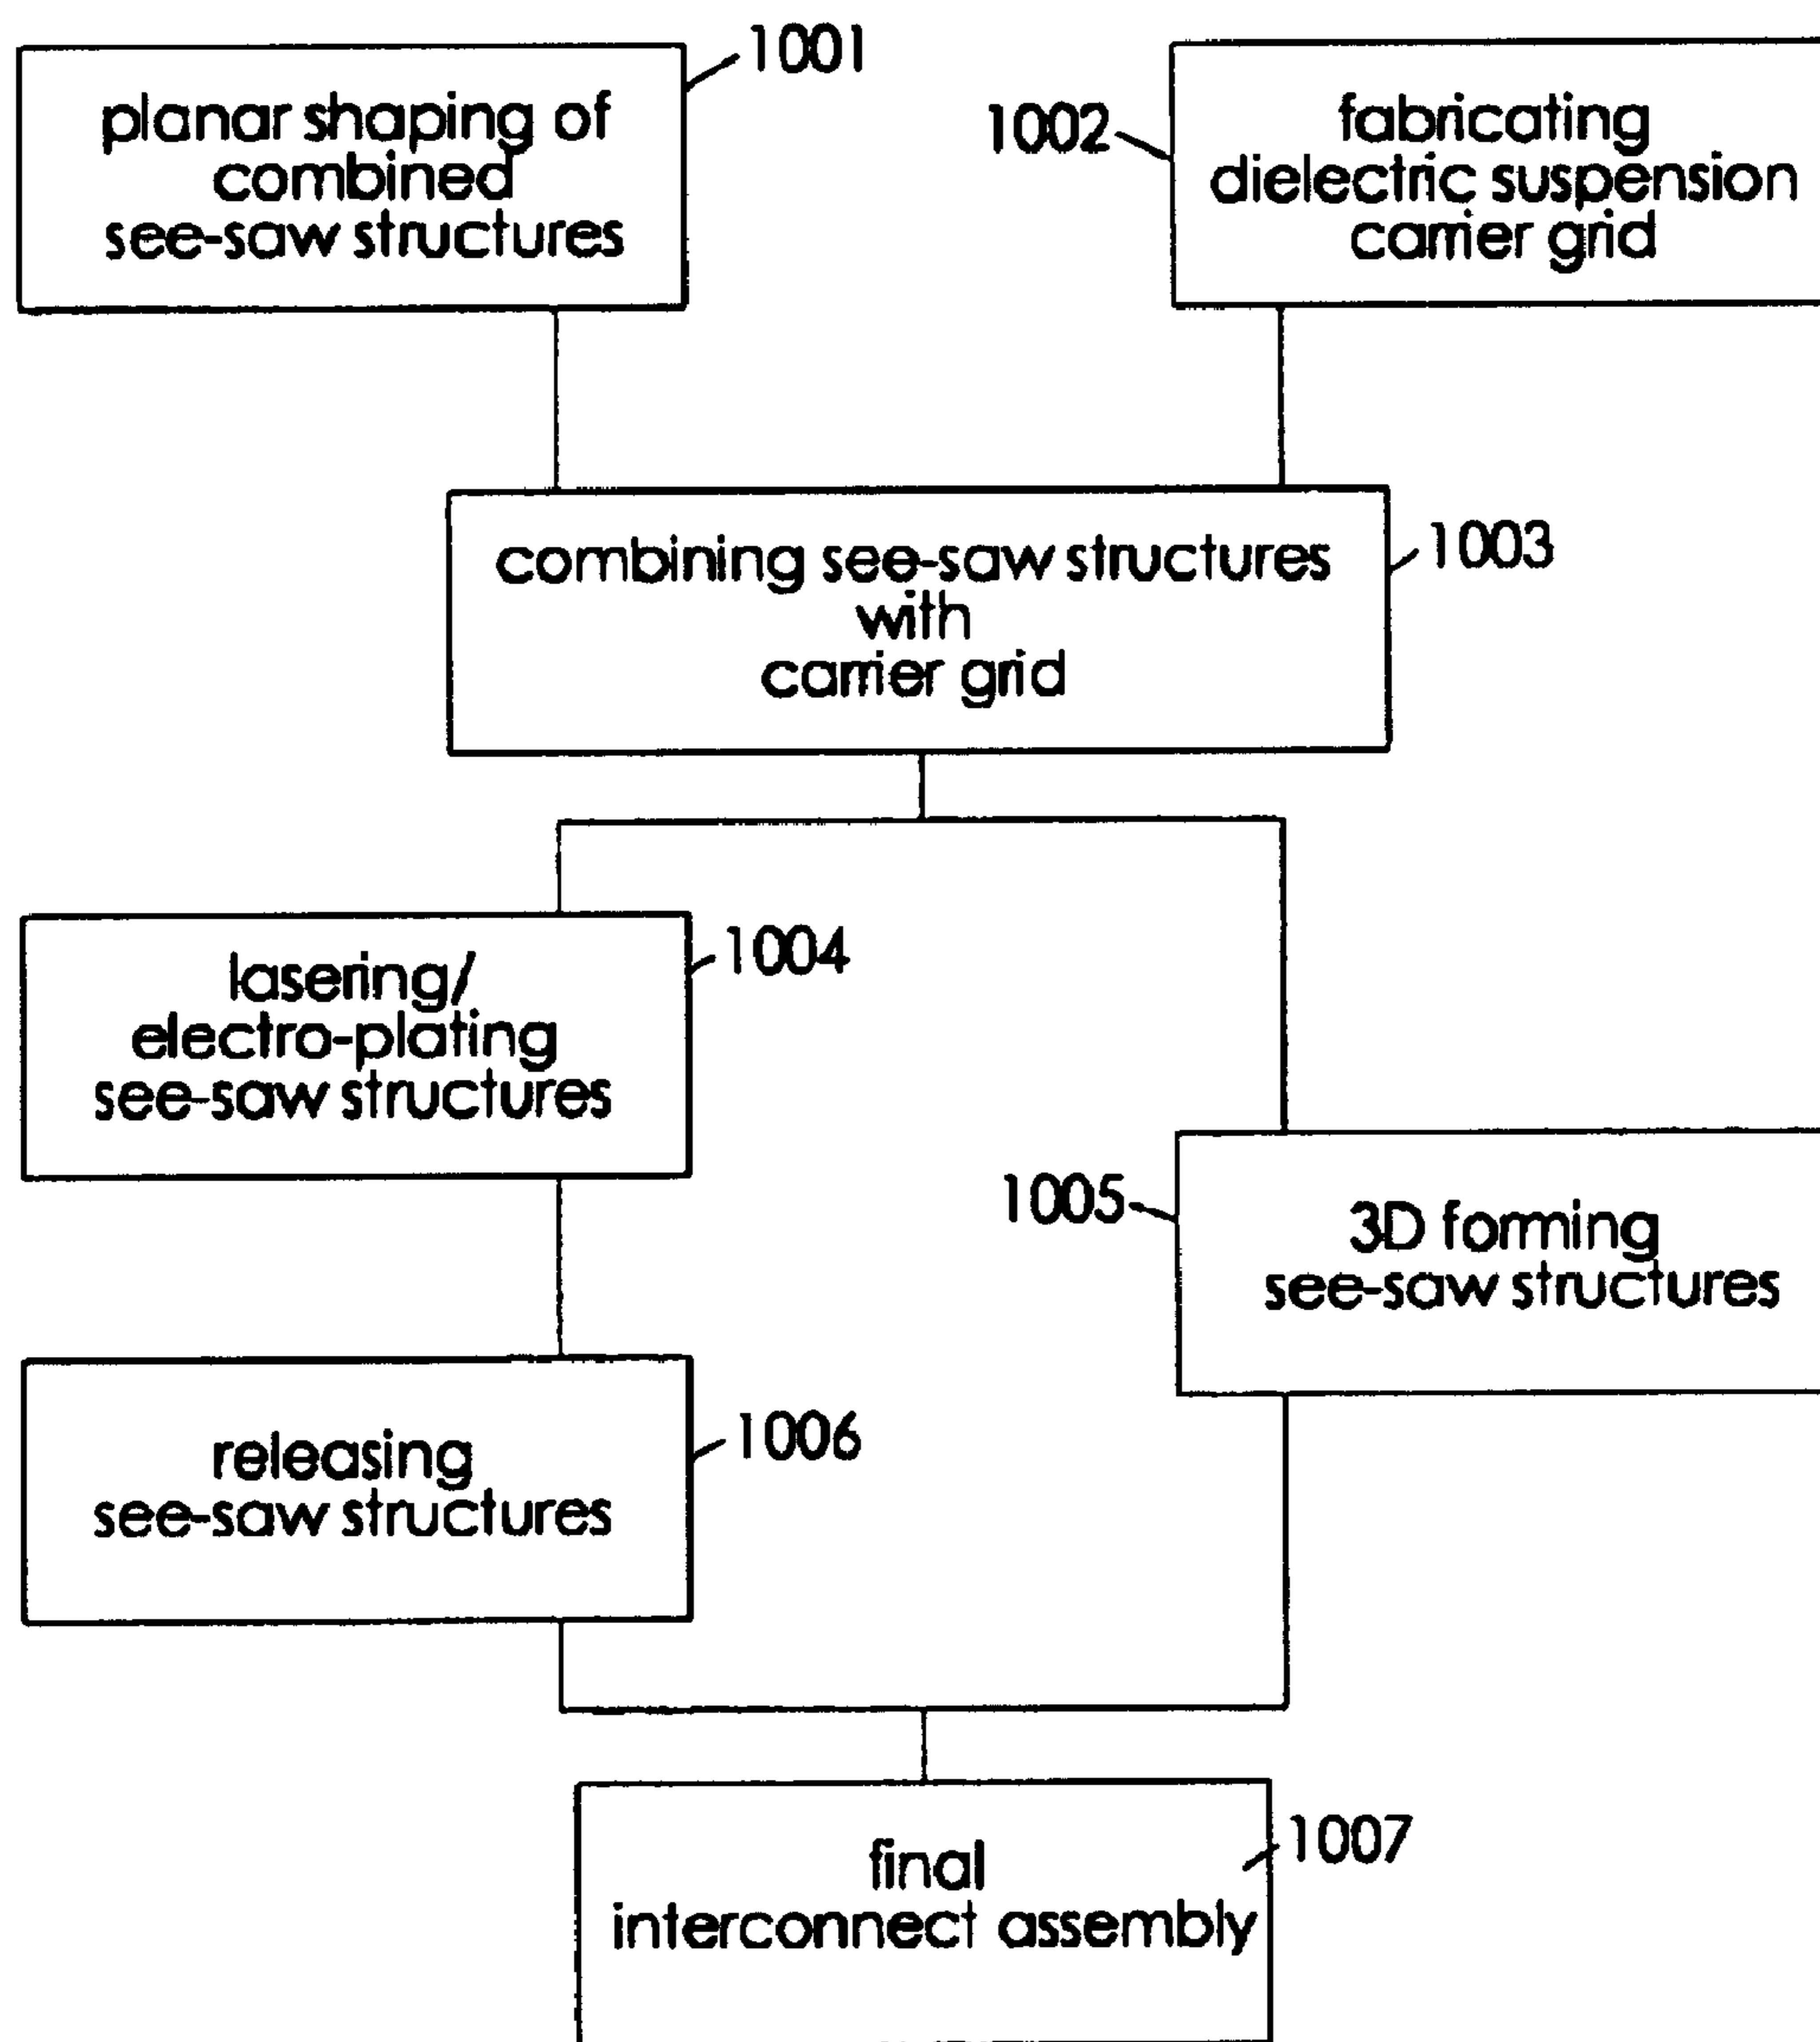 1001
planar shaping of
combined
see-saw structures
1002
fabricating
dielectric suspension
carrier grid
combining see-saw structures
with
carrier grid
1003
lasering/
electro-plating
see-saw structures
1004
1005
3D forming
see-saw structures
releasing
see-saw structures
1006
final
interconnect assembly
1007